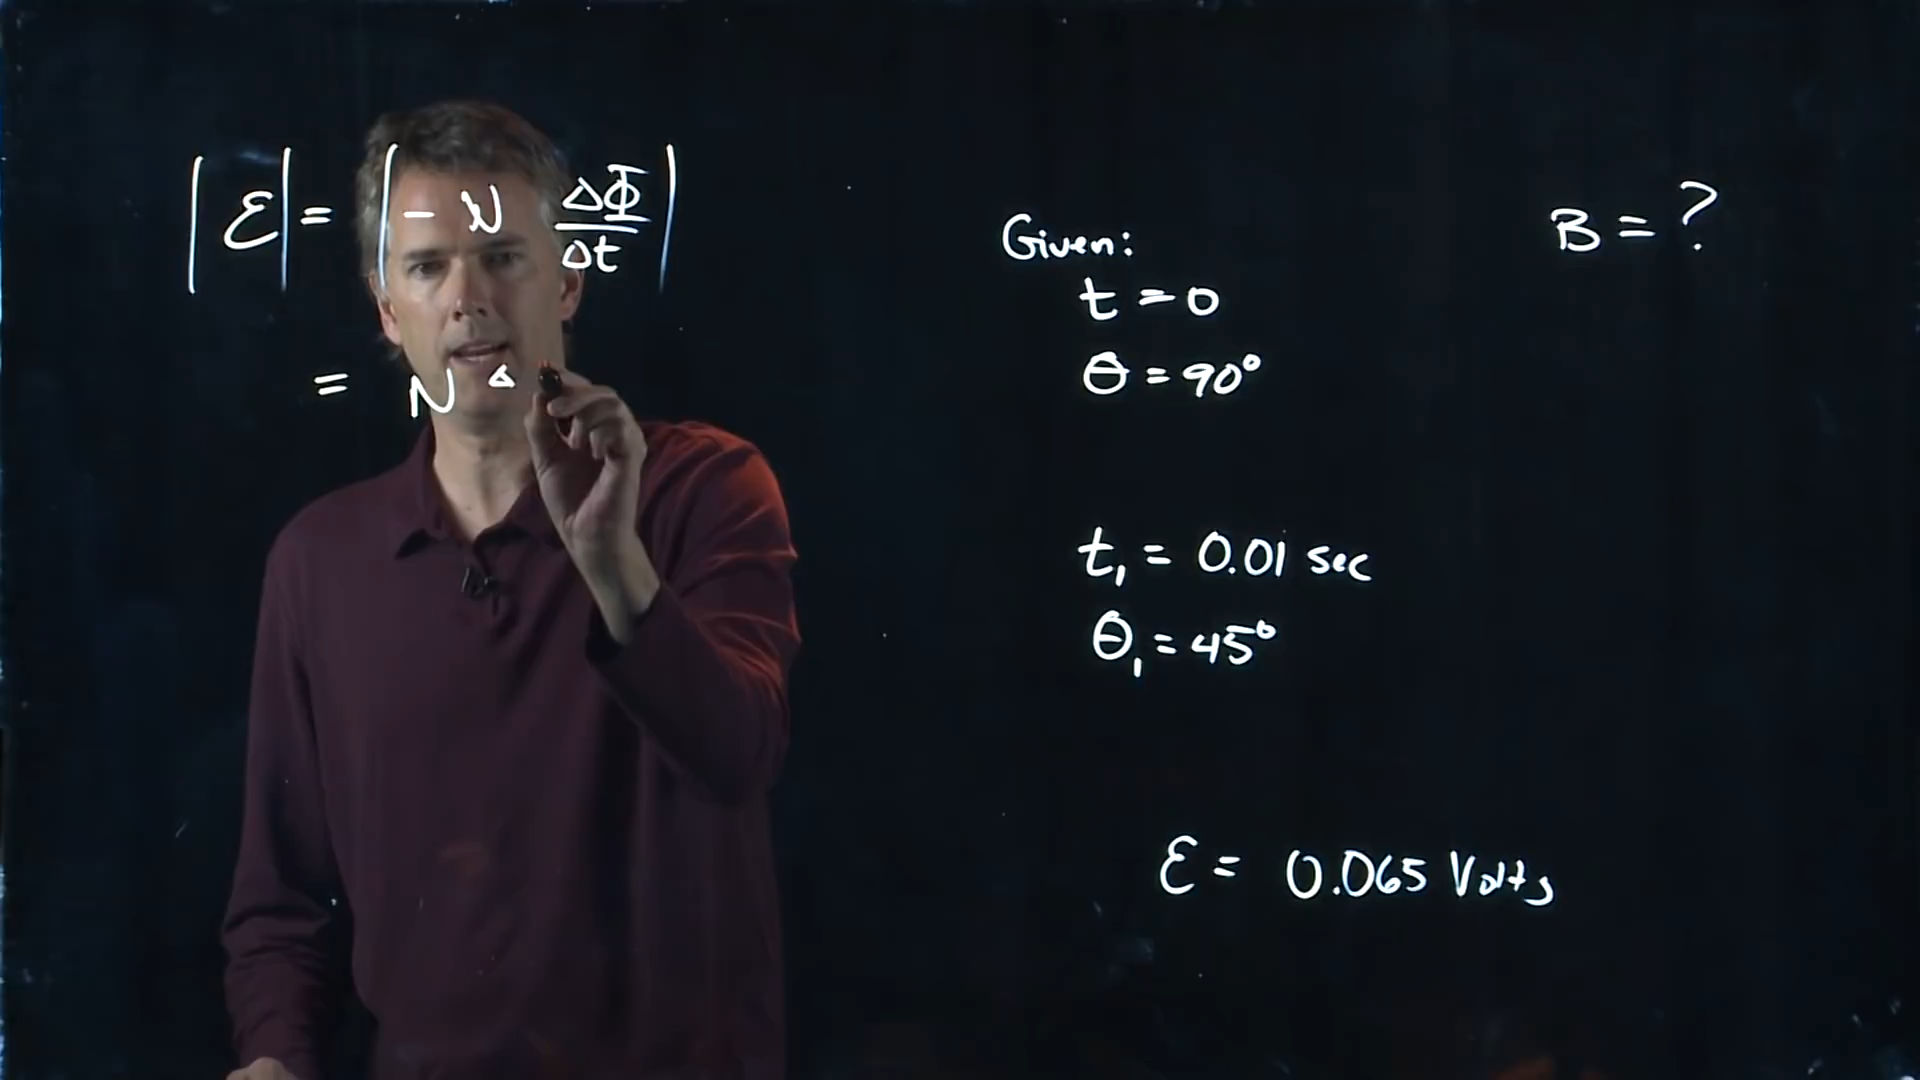 |ℰ| = |- N ΔΦ/Δt|
= N Δ
Given:
t = 0
θ = 90°
t₁ = 0.01 sec
θ₁ = 45°
ℰ = 0.065 Volts
B = ?